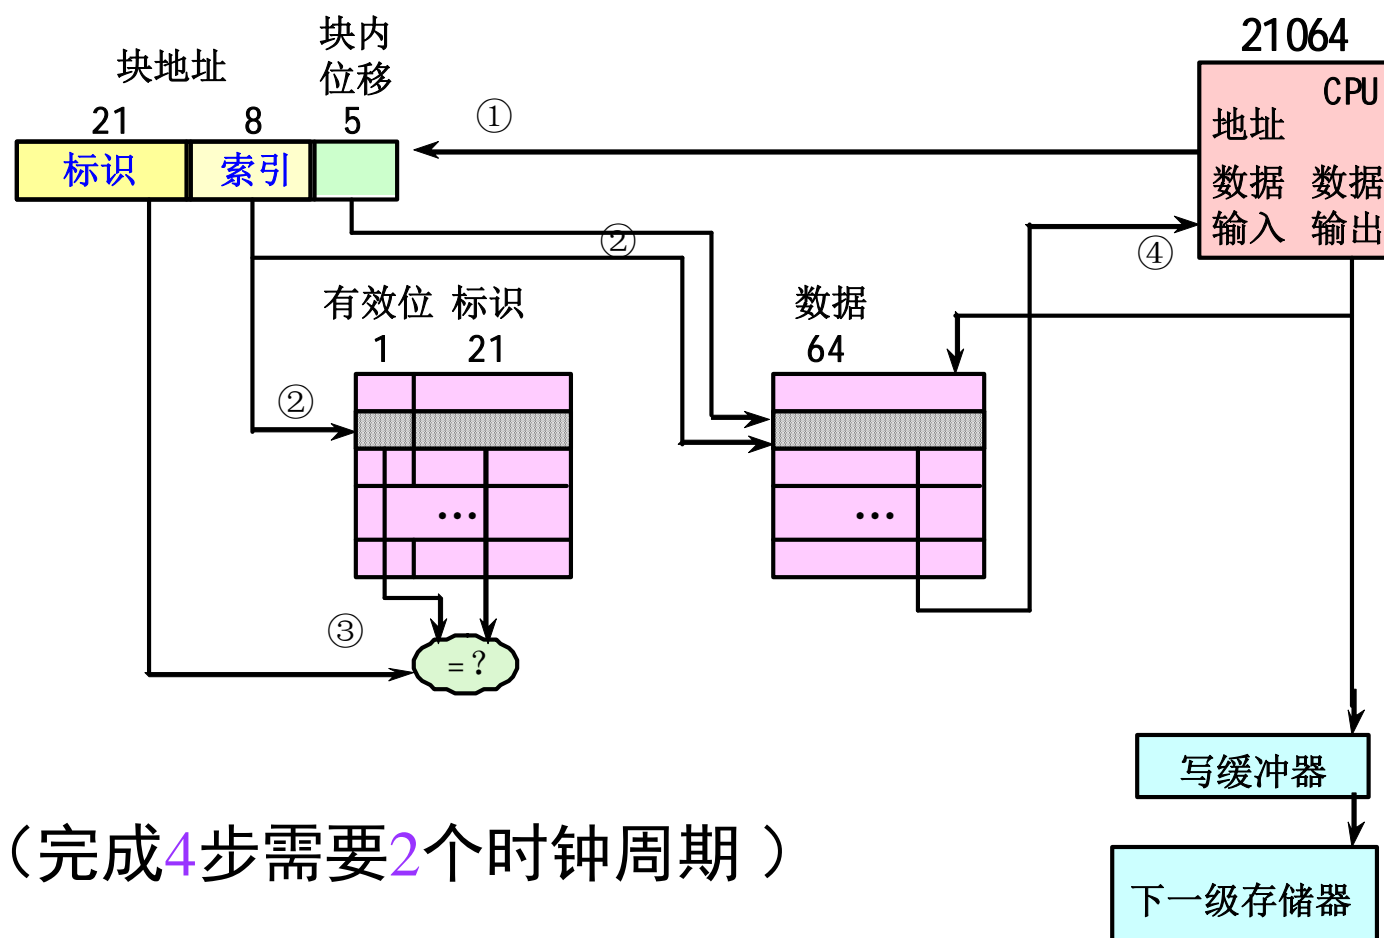 21064
块内
块地址 位移
CPU
21 8 5
①
地址
标识 索引
数据 数据
输入 输出
②
④
有效位 标识 数据
1 21 64
②
… …
③
=？
写缓冲器
（完成4步需要2个时钟周期）
下一级存储器